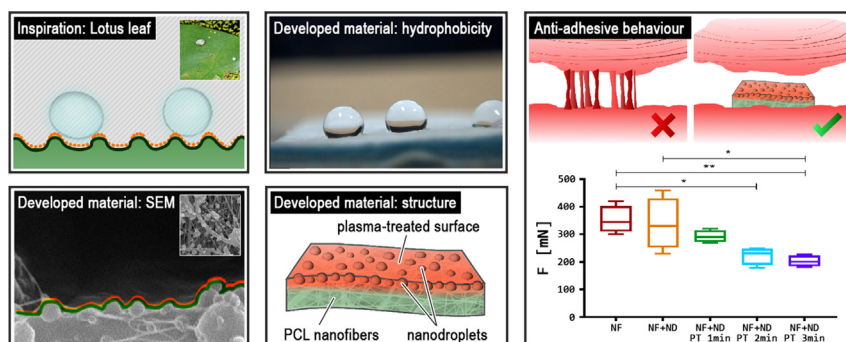 Inspiration: Lotus leaf
Developed material: hydrophobicity
Anti-adhesive behaviour
Developed material: SEM
Developed material: structure
plasma-treated surface
PCL nanofibers
nanodroplets
*
**
*
F [mN]
500
400
300
200
100
0
NF
NF+ND
NF+ND
PT 1min
NF+ND
PT 2min
NF+ND
PT 3min